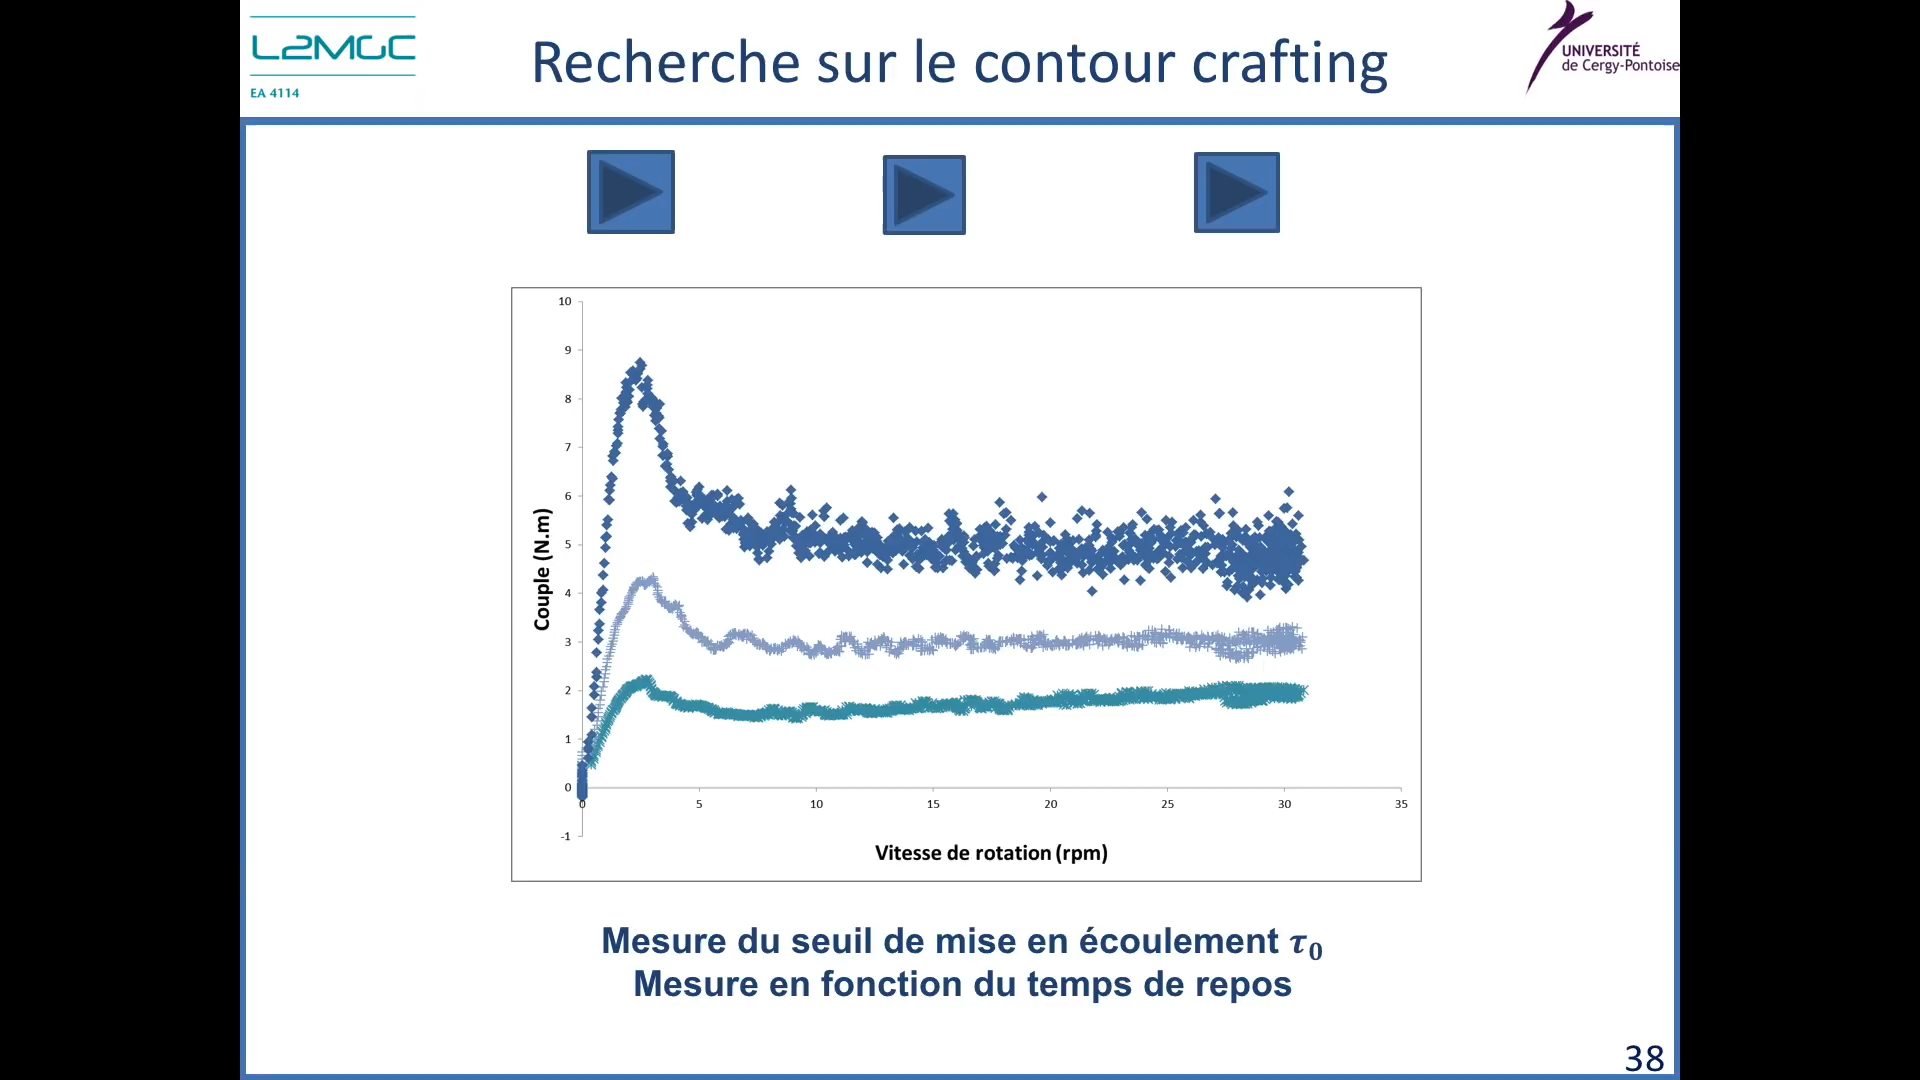 L2MGC
EA 4114
Recherche sur le contour crafting
UNIVERSITÉ
de Cergy-Pontoise
10
9
8
7
6
5
4
3
2
1
0
-1
Couple (N.m)
0 5 10 15 20 25 30 35
Vitesse de rotation (rpm)
Mesure du seuil de mise en écoulement τ₀
Mesure en fonction du temps de repos
38